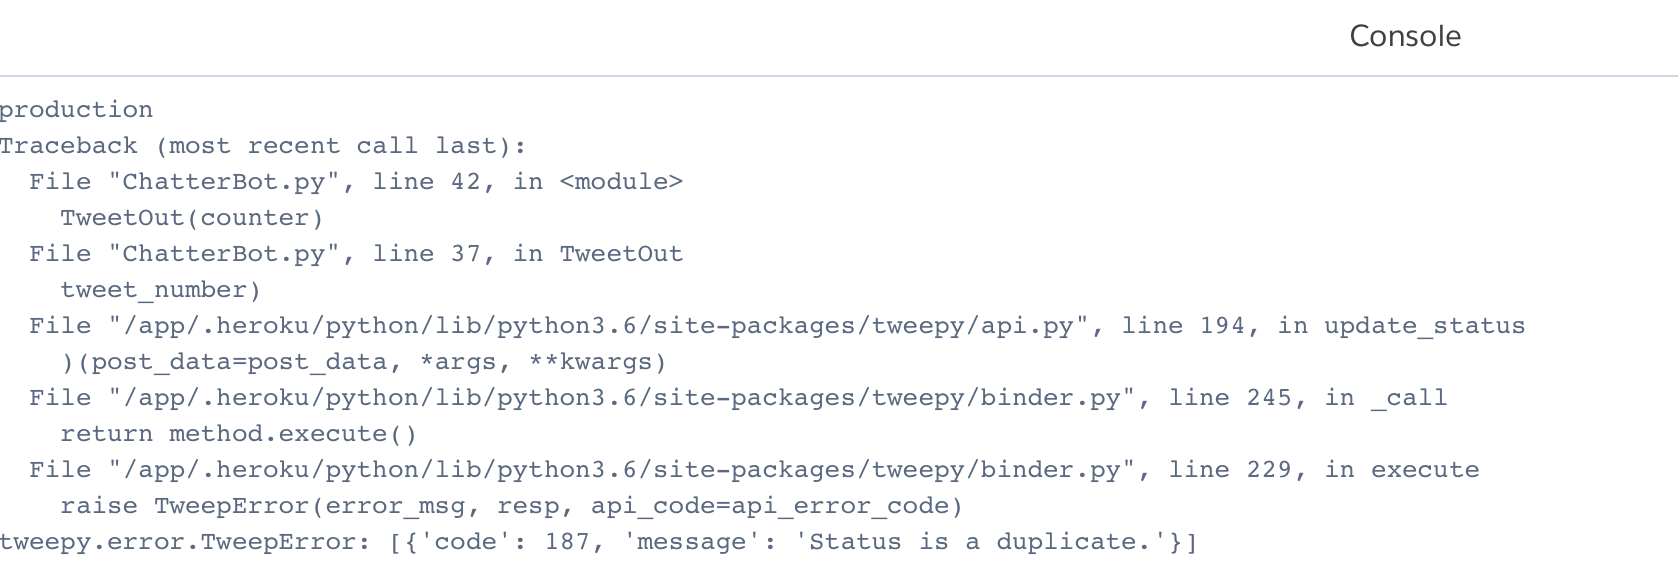 Console
production
Traceback (most recent call last):
File "ChatterBot.py", line 42, in <module>
TweetOut(counter)
File "ChatterBot.py", line 37, in TweetOut
tweet_number)
File "/app/.heroku/python/lib/python3.6/site-packages/tweepy/api.py", line 194, in update_status
)(post_data=post_data, *args, **kwargs)
File "/app/.heroku/python/lib/python3.6/site-packages/tweepy/binder.py", line 245, in _call
return method.execute()
File "/app/.heroku/python/lib/python3.6/site-packages/tweepy/binder.py", line 229, in execute
raise TweepError(error_msg, resp, api_code=api_error_code)
tweepy.error.TweepError: [{'code': 187, 'message': 'Status is a duplicate.'}]